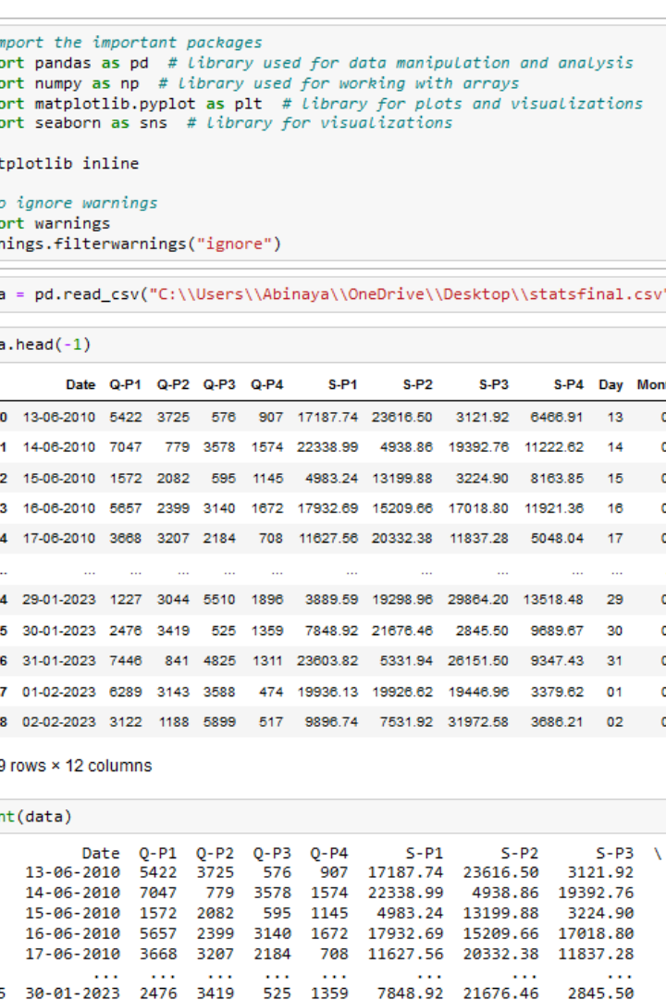 mport the important packages
ort pandas as pd # library used for data manipulation and analysis
ort numpy as np # library used for working with arrays
ort matplotlib.pyplot as plt # library for plots and visualizations
ort seaborn as sns # library for visualizations
tplotlib inline
o ignore warnings
ort warnings
nings.filterwarnings("ignore")
a = pd.read_csv("C:\\Users\\Abinaya\\OneDrive\\Desktop\\statsfinal.csv"
a.head(-1)
Date Q-P1 Q-P2 Q-P3 Q-P4 S-P1 S-P2 S-P3 S-P4 Day Mon
0 13-06-2010 5422 3725 576 907 17187.74 23616.50 3121.92 6466.91 13 0
1 14-06-2010 7047 779 3578 1574 22338.99 4938.86 19392.76 11222.62 14 0
2 15-06-2010 1572 2082 595 1145 4983.24 13199.88 3224.90 8163.85 15 0
3 16-06-2010 5657 2399 3140 1672 17932.69 15209.66 17018.80 11921.36 16 0
4 17-06-2010 3668 3207 2184 708 11627.56 20332.38 11837.28 5048.04 17 0
.. ... ... ... ... ... ... ... ... ... ...
4 29-01-2023 1227 3044 5510 1896 3889.59 19298.96 29864.20 13518.48 29 0
5 30-01-2023 2476 3419 525 1359 7848.92 21676.46 2845.50 9689.67 30 0
6 31-01-2023 7446 841 4825 1311 23603.82 5331.94 26151.50 9347.43 31 0
7 01-02-2023 6289 3143 3588 474 19936.13 19926.62 19446.96 3379.62 01 0
8 02-02-2023 3122 1188 5899 517 9896.74 7531.92 31972.58 3686.21 02 0
9 rows × 12 columns
nt(data)
Date Q-P1 Q-P2 Q-P3 Q-P4 S-P1 S-P2 S-P3 \
13-06-2010 5422 3725 576 907 17187.74 23616.50 3121.92
14-06-2010 7047 779 3578 1574 22338.99 4938.86 19392.76
15-06-2010 1572 2082 595 1145 4983.24 13199.88 3224.90
16-06-2010 5657 2399 3140 1672 17932.69 15209.66 17018.80
17-06-2010 3668 3207 2184 708 11627.56 20332.38 11837.28
... ... ... ... ... ... ... ...
5 30-01-2023 2476 3419 525 1359 7848.92 21676.46 2845.50